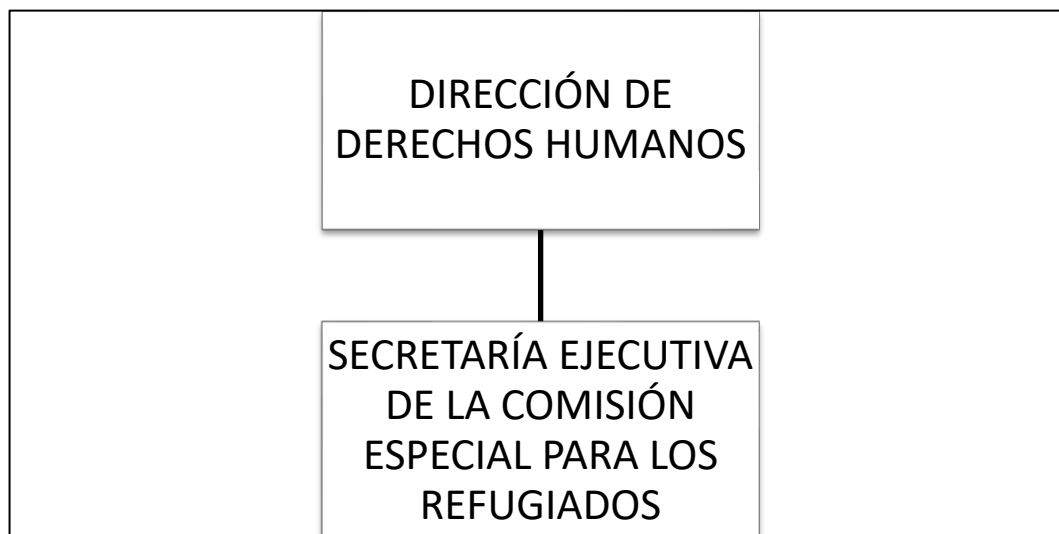 DIRECCIÓN DE
DERECHOS HUMANOS
SECRETARÍA EJECUTIVA
DE LA COMISIÓN
ESPECIAL PARA LOS
REFUGIADOS